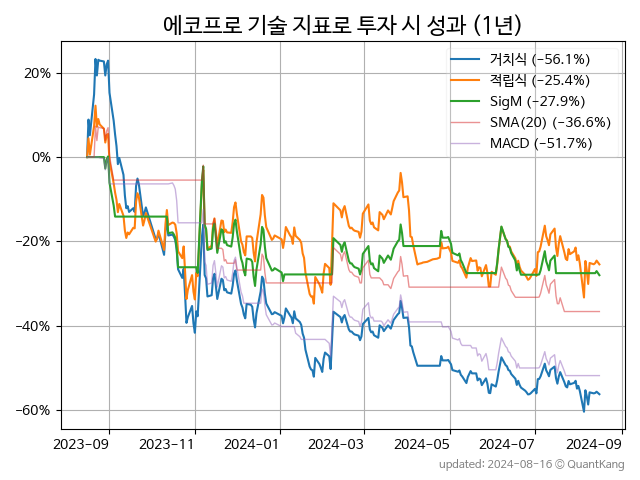 에코프로 기술 지표로 투자 시 성과 (1년)
거치식 (−56.1%)
적립식 (−25.4%)
SigM (−27.9%)
SMA(20) (−36.6%)
MACD (−51.7%)
20%
0%
−20%
−40%
−60%
2023-09 2023-11 2024-01 2024-03 2024-05 2024-07 2024-09
updated: 2024-08-16 © QuantKang